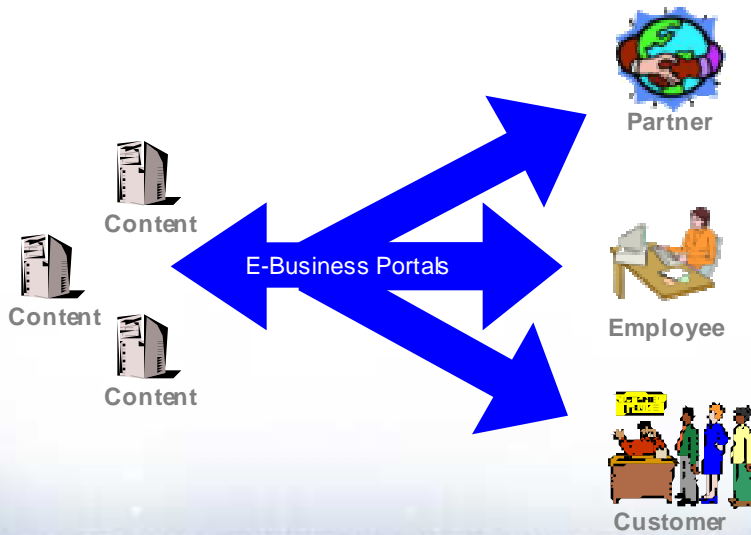 Partner
Content
E-Business Portals
Content
Employee
Content
Customer